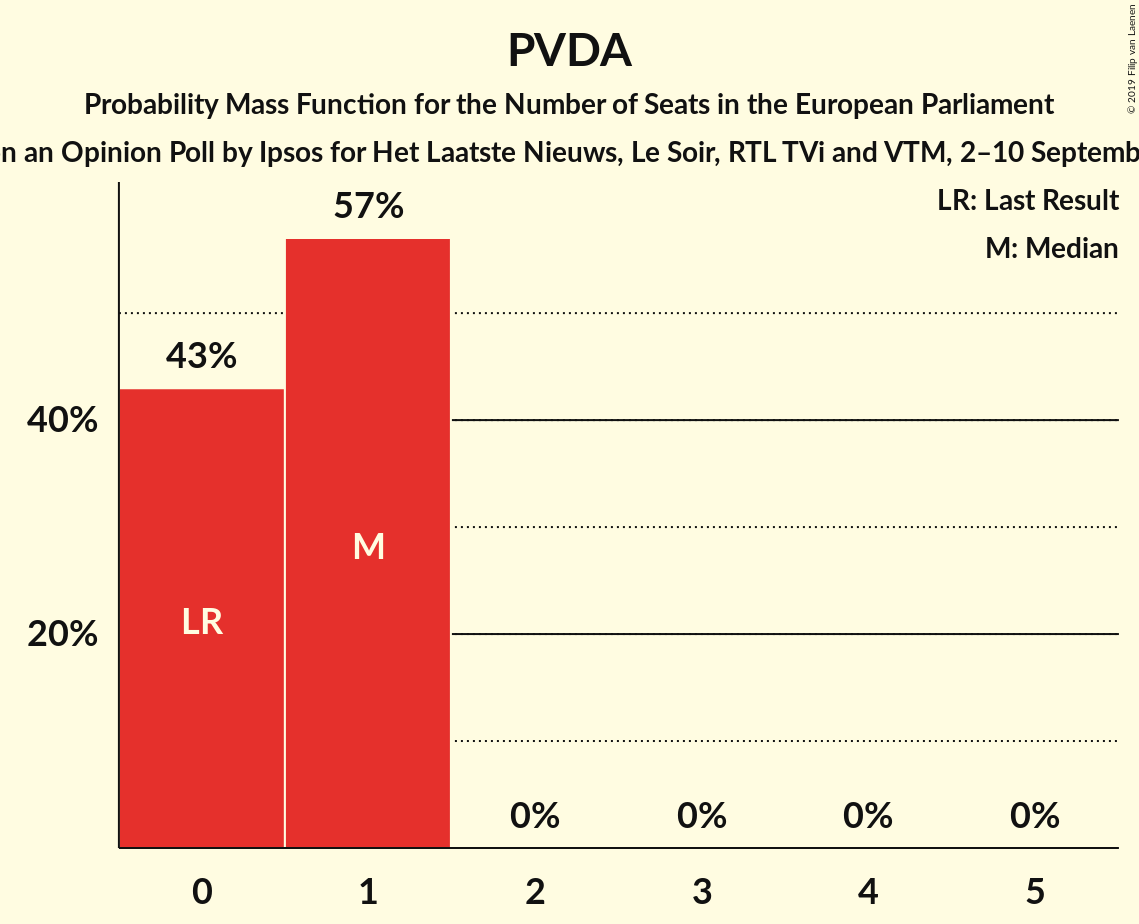 PVDA
Probability Mass Function for the Number of Seats in the European Parliament
an Opinion Poll by Ipsos for Het Laatste Nieuws, Le Soir, RTL TVi and VTM, 2–10
© 2019 Filip van Laenen
LR: Last Result
M: Median
57%
43%
40%
M
LR
20%
0% 0% 0% 0%
0 1 2 3 4 5